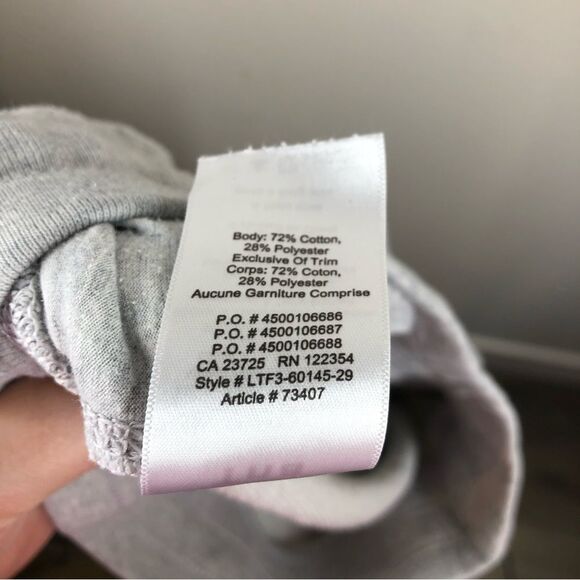 Body: 72% Cotton,
28% Polyester
Exclusive Of Trim
Corps: 72% Coton,
28% Polyester
Aucune Garniture Comprise
P.O. # 4500106686
P.O. # 4500106687
P.O. # 4500106688
CA 23725 RN 122354
Style # LTF3-60145-29
Article # 73407